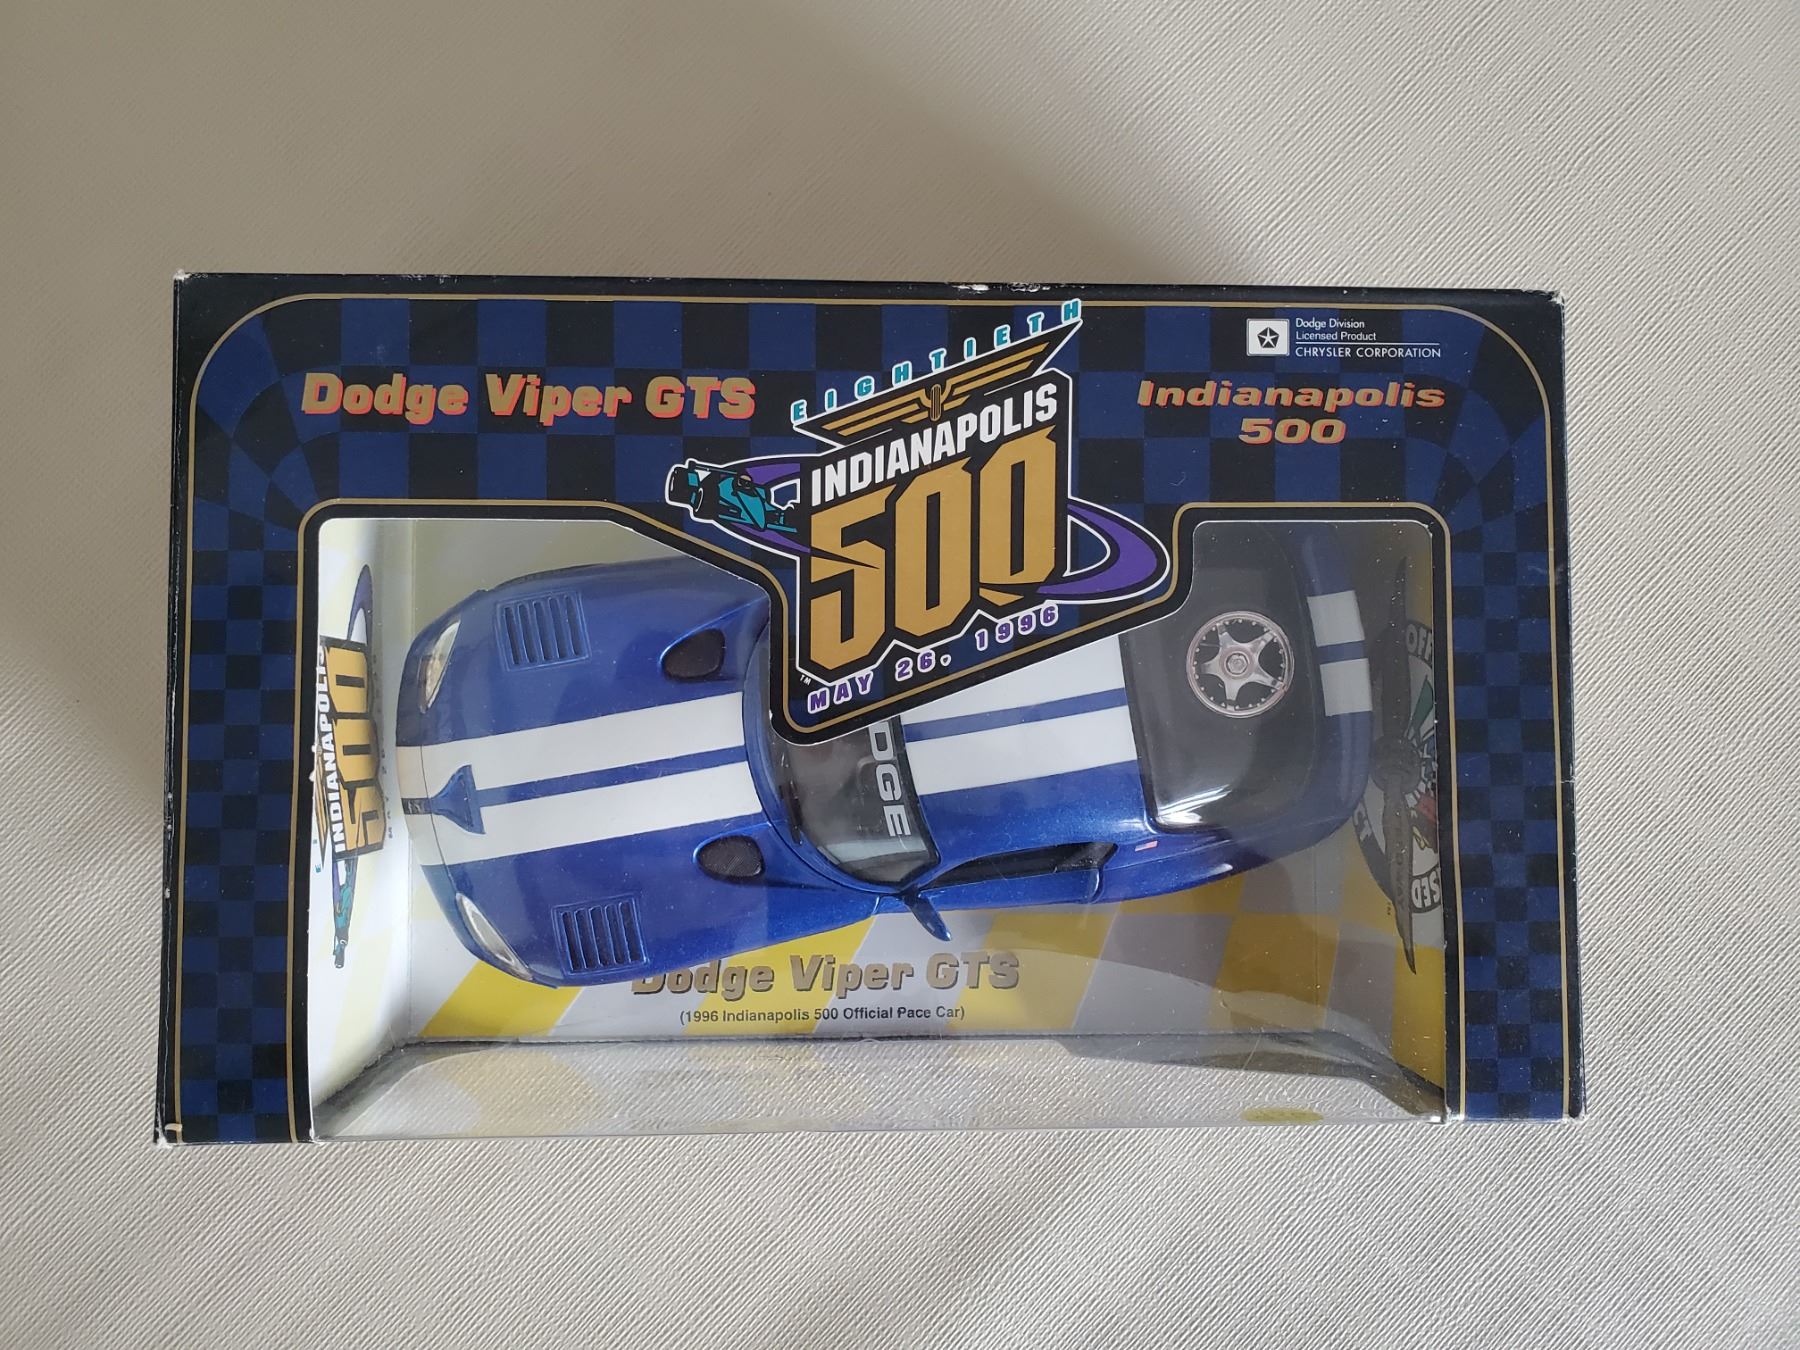 Dodge Division
Licensed Product
CHRYSLER CORPORATION
EIGHTIETH
Dodge Viper GTS
INDIANAPOLIS
500
TM
MAY 26, 1996
Indianapolis
500
INDIANAPOLIS
500
DGE
Dodge Viper GTS
(1996 Indianapolis 500 Official Pace Car)